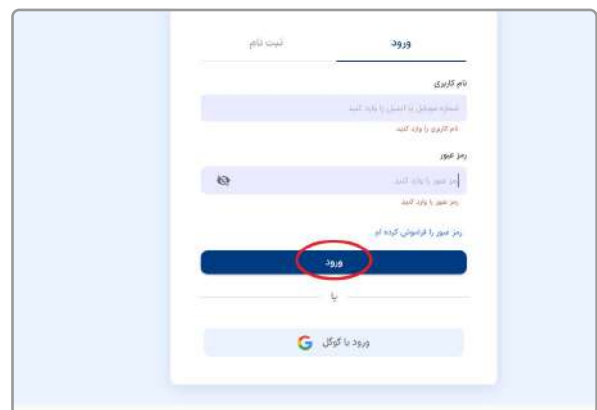 ورود ثبت نام
نام کاربری
شماره موبایل یا ایمیل را وارد کنید
نام کاربری را وارد کنید
رمز عبور
رمز عبور را وارد کنید
رمز عبور را وارد کنید
رمز عبور را فراموش کرده ام
ورود
یا
ورود با گوگل